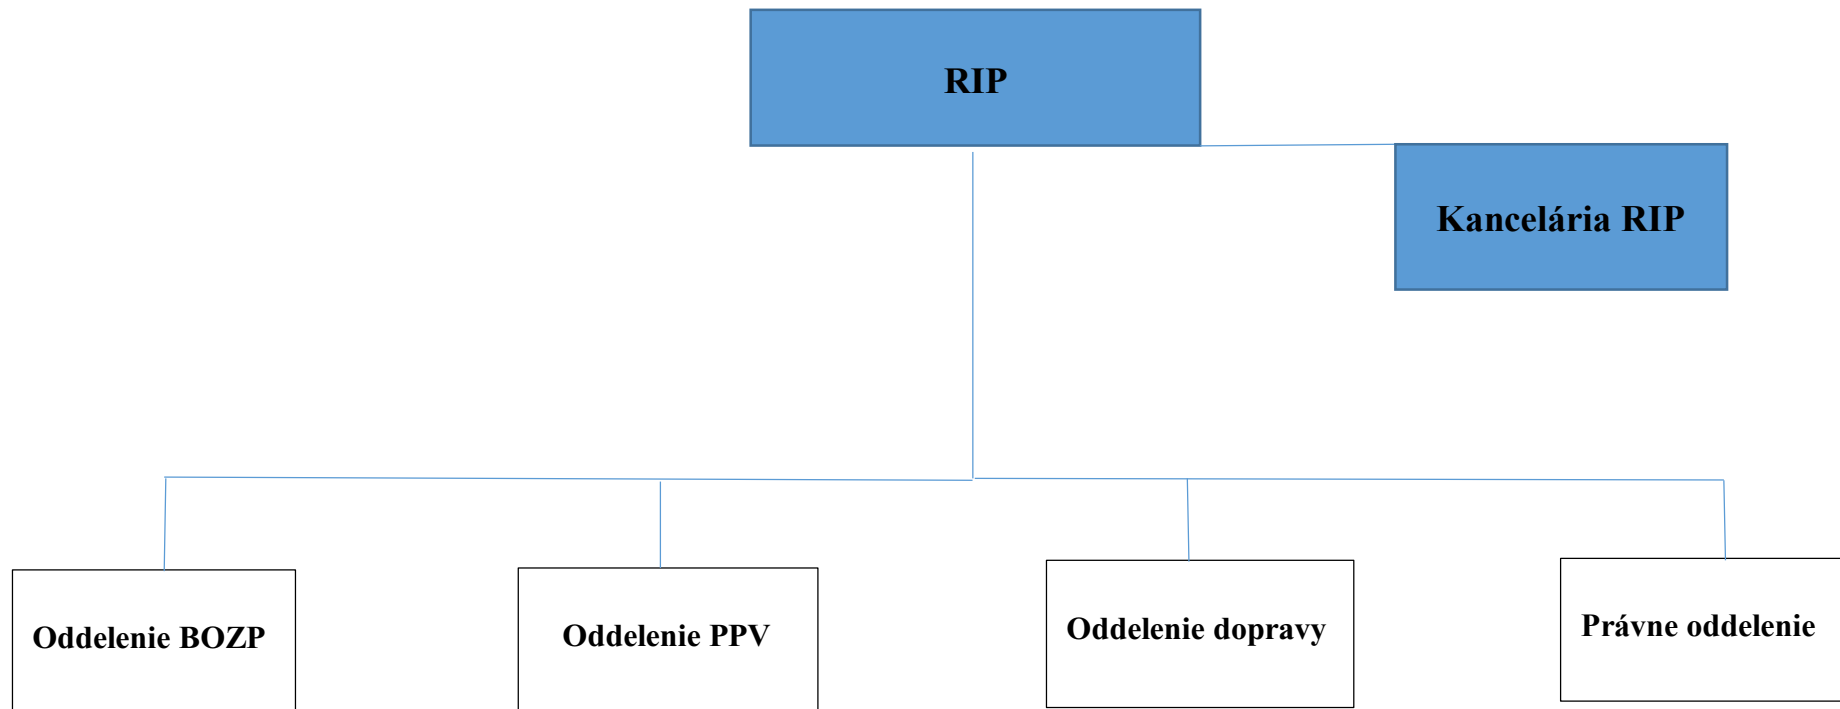 RIP
Kancelária RIP
Oddelenie BOZP
Oddelenie PPV
Oddelenie dopravy
Právne oddelenie